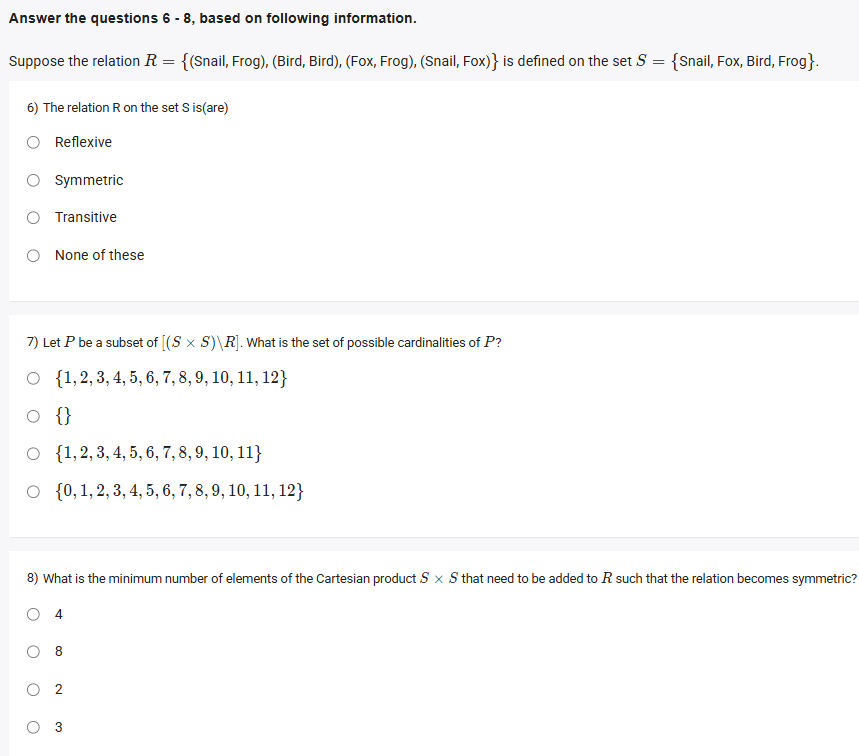 Answer the questions 6 - 8, based on following information.
Suppose the relation R = {(Snail, Frog), (Bird, Bird), (Fox, Frog), (Snail, Fox)} is defined on the set S = {Snail, Fox, Bird, Frog}.
6) The relation R on the set S is(are)
Reflexive
Symmetric
Transitive
None of these
7) Let P be a subset of [(S × S)\R]. What is the set of possible cardinalities of P?
{1, 2, 3, 4, 5, 6, 7, 8, 9, 10, 11, 12}
{}
{1, 2, 3, 4, 5, 6, 7, 8, 9, 10, 11}
{0, 1, 2, 3, 4, 5, 6, 7, 8, 9, 10, 11, 12}
8) What is the minimum number of elements of the Cartesian product S × S that need to be added to R such that the relation becomes symmetric?
4
8
2
3